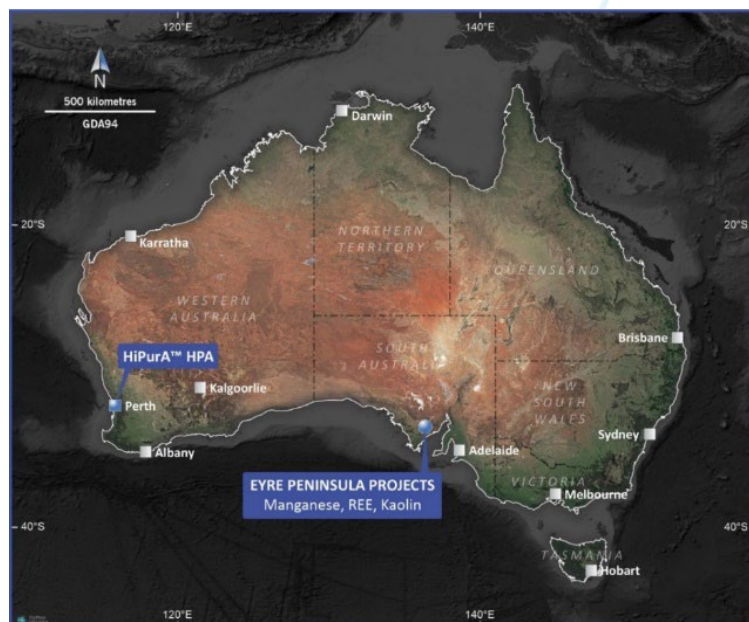 120°E
140°E
N
500 kilometres
GDA94
Darwin
20°S
20°S
Karratha
NORTHERN
TERRITORY
QUEENSLAND
WESTERN
AUSTRALIA
SOUTH
AUSTRALIA
Brisbane
HiPurA™ HPA
Kalgoorlie
Perth
NEW
SOUTH
WALES
Sydney
Albany
Adelaide
EYRE PENINSULA PROJECTS
Manganese, REE, Kaolin
VICTORIA
Melbourne
40°S
40°S
TASMANIA
Hobart
120°E
140°E